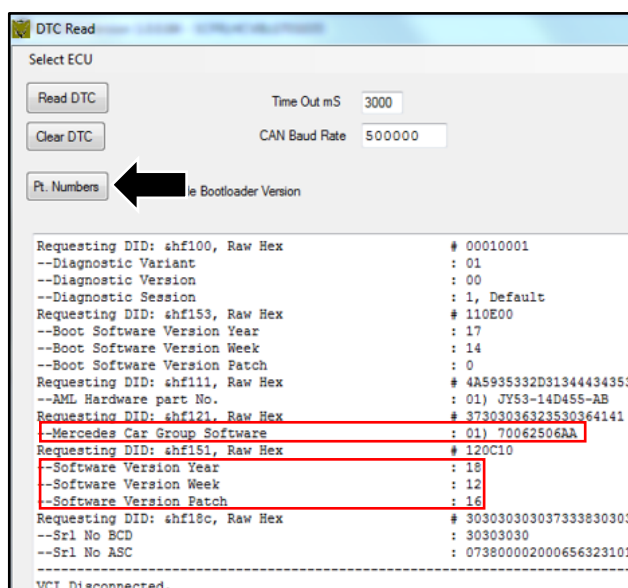 DTC Read
Select ECU
Read DTC
Time Out mS 3000
Clear DTC
CAN Baud Rate 500000
Pt. Numbers
le Bootloader Version
Requesting DID: &hf100, Raw Hex # 00010001
--Diagnostic Variant : 01
--Diagnostic Version : 00
--Diagnostic Session : 1, Default
Requesting DID: &hf153, Raw Hex # 110E00
--Boot Software Version Year : 17
--Boot Software Version Week : 14
--Boot Software Version Patch : 0
Requesting DID: &hf111, Raw Hex # 4A5935332D3134443435
--AML Hardware part No. : 01) JY53-14D455-AB
Requesting DID: &hf121, Raw Hex # 37303036323530364141
--Mercedes Car Group Software : 01) 70062506AA
Requesting DID: &hf151, Raw Hex # 120C10
--Software Version Year : 18
--Software Version Week : 12
--Software Version Patch : 16
Requesting DID: &hf18c, Raw Hex # 3030303030373338303030
--Srl No BCD : 30303030
--Srl No ASC : 073800002000656323101
VCI Disconnected.